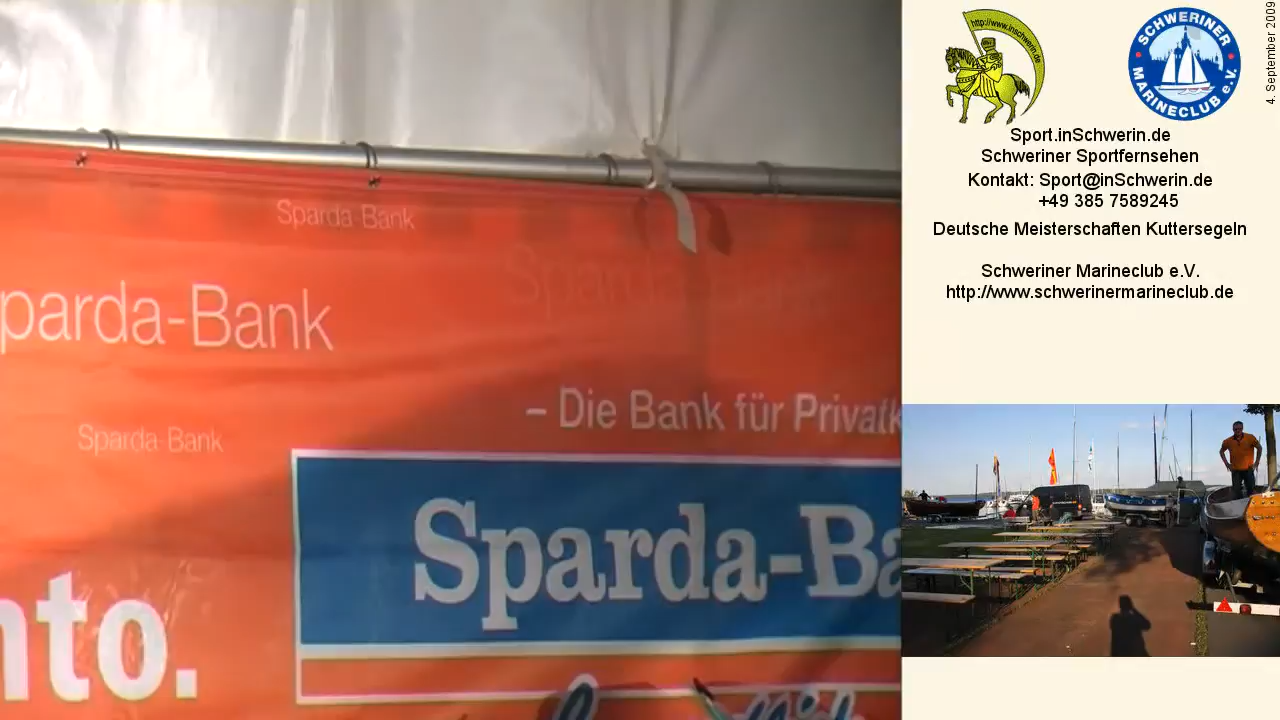 Sparda-Bank
parda-Bank
– Die Bank für Privatk
Sparda-Bank
Sparda-Ba
nto.
http://www.inschwerin.de
SCHWERINER
MARINECLUB e.V.
4. September 2009
Sport.inSchwerin.de
Schweriner Sportfernsehen
Kontakt: Sport@inSchwerin.de
+49 385 7589245
Deutsche Meisterschaften Kuttersegeln
Schweriner Marineclub e.V.
http://www.schwerinermarineclub.de